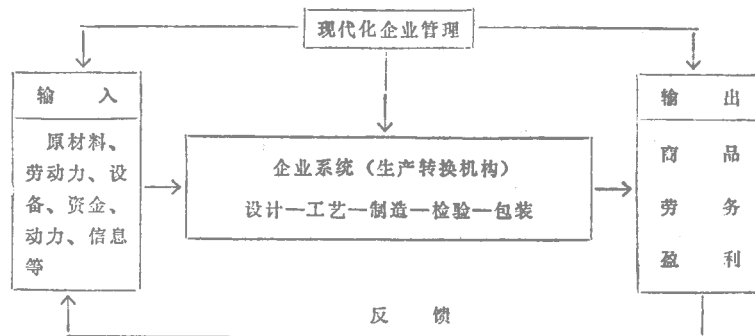 现代化企业管理
输 入
原材料、
劳动力、设
备、资金、
动力、信息
等
企业系统（生产转换机构）
设计—工艺—制造—检验—包装
输 出
商 品
劳 务
盈 利
反 馈